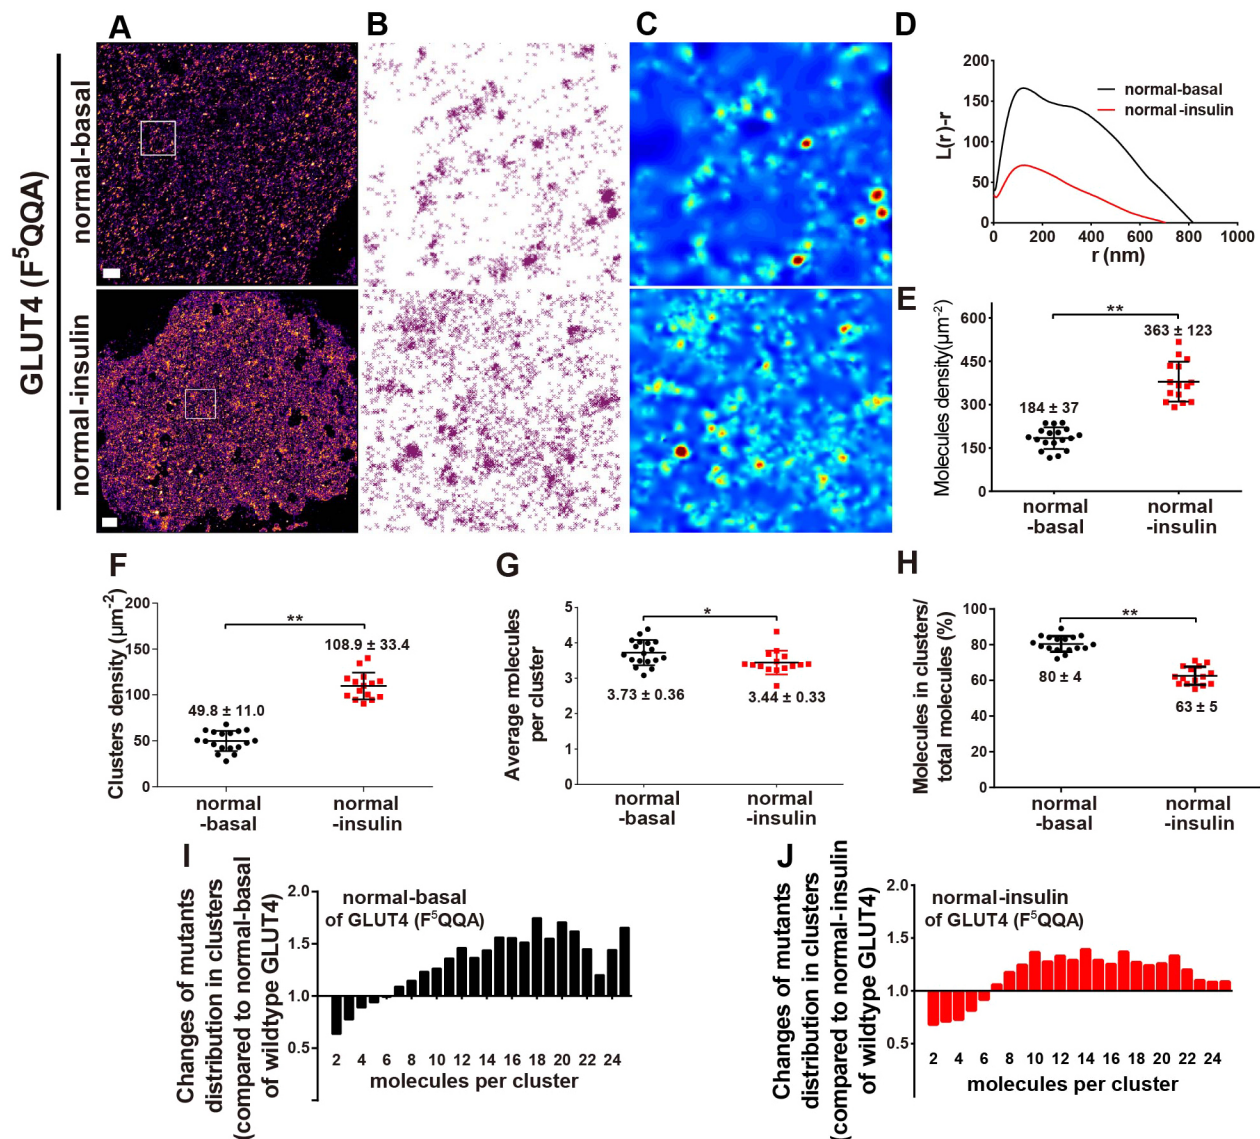 A
B
C
D
GLUT4 (F⁵QQA)
normal-basal
normal-insulin
L(r)-r
200
150
100
50
0
normal-basal
normal-insulin
0
200
400
600
800
1000
r (nm)
E
Molecules density(μm⁻²)
600
450
300
150
0
**
184 ± 37
363 ± 123
normal
-basal
normal
-insulin
F
Clusters density (μm⁻²)
200
150
100
50
0
**
49.8 ± 11.0
108.9 ± 33.4
normal
-basal
normal
-insulin
G
Average molecules
per cluster
5
4
3
2
1
0
*
3.73 ± 0.36
3.44 ± 0.33
normal
-basal
normal
-insulin
H
Molecules in clusters/
total molecules (%)
100
80
60
40
20
0
**
80 ± 4
63 ± 5
normal
-basal
normal
-insulin
I
Changes of mutants
distribution in clusters
(compared to normal-basal
of wildtype GLUT4)
2.0
1.5
1.0
0.5
normal-basal
of GLUT4 (F⁵QQA)
2 4 6 8 10 12 14 16 18 20 22 24
molecules per cluster
J
Changes of mutants
distribution in clusters
(compared to normal-insulin
of wildtype GLUT4)
2.0
1.5
1.0
0.5
normal-insulin
of GLUT4 (F⁵QQA)
2 4 6 8 10 12 14 16 18 20 22 24
molecules per cluster